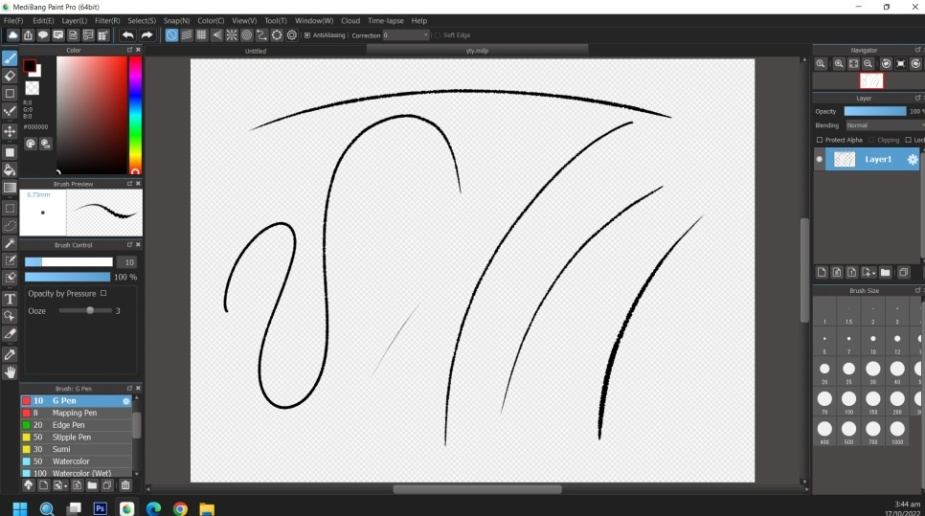 MediBang Paint Pro (64bit)
File(F) Edit(E) Layer(L) Filter(R) Select(S) Snap(N) Color(C) View(V) Tool(T) Window(W) Cloud Time-lapse Help
AntiAliasing Correction 0 Soft Edge
Color
Untitled
yty.mdp
Navigator
R:0
G:0
B:0
#000000
Layer
Opacity 100 %
Blending Normal
Protect Alpha Clipping Loc
Layer1
Brush Preview
0.73mm
Brush Control
10
100 %
Opacity by Pressure
Ooze 3
Brush: G Pen
10 G Pen
8 Mapping Pen
20 Edge Pen
50 Stipple Pen
30 Sumi
50 Watercolor
100 Watercolor (Wet)
Brush Size
1 1.5 2 3
5 7 10 12
20 25 30 40
70 100 150 200
400 500 700 1000
T
Ps
3:44 am
17/10/2022